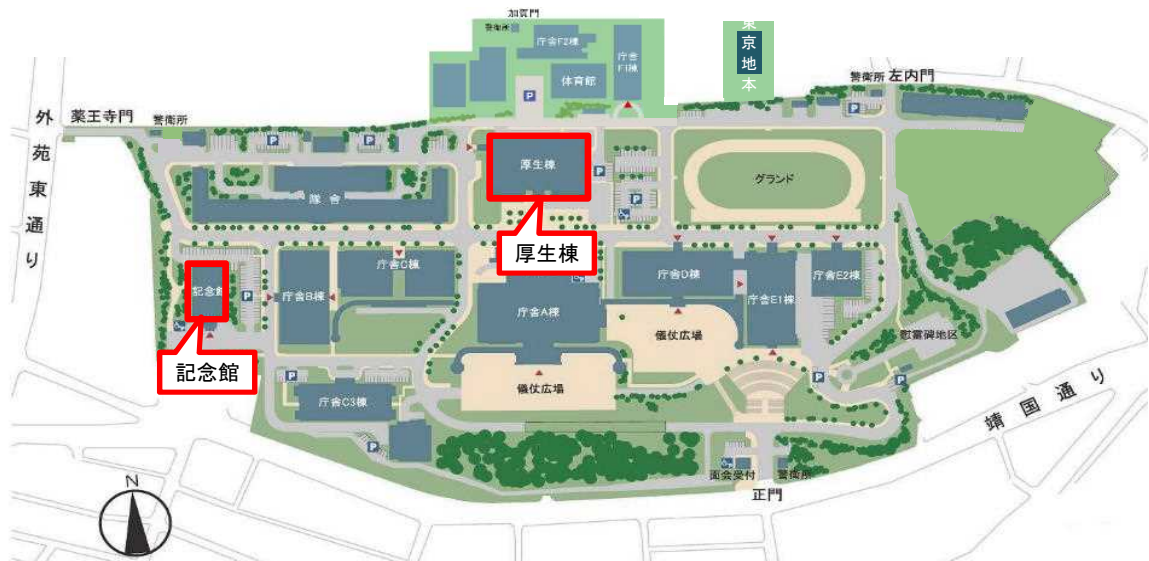 加賀門
警衛所
庁舎F2棟
庁舎
F1棟
体育館
P
東京地本
警衛所
左内門
外苑東通り
薬王寺門
警衛所
P
P
P
P
厚生棟
P
P
グランド
隊舎
厚生棟
記念館
P
庁舎B棟
庁舎C棟
庁舎A棟
庁舎D棟
庁舎E1棟
庁舎E2棟
儀仗広場
慰霊碑地区
記念館
P
庁舎C3棟
儀仗広場
P
P
P
靖国通り
面会受付
警衛所
正門
N